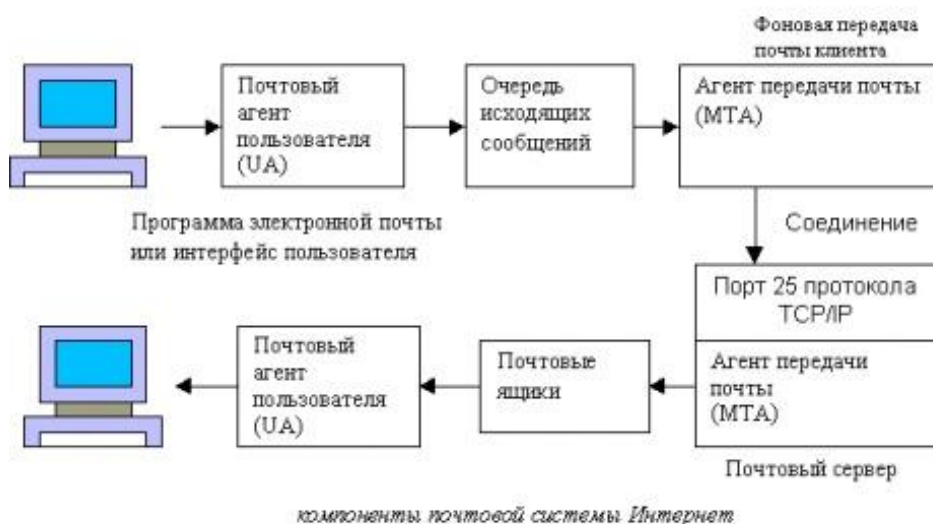 Фоновая передача
почты клиента
Почтовый
агент
пользователя
(UA)
Очередь
исходящих
сообщений
Агент передачи почты
(МТА)
Программа электронной почты
или интерфейс пользователя
Соединение
Порт 25 протокола
TCP/IP
Агент передачи
почты
(МТА)
Почтовый сервер
Почтовые
ящики
Почтовый
агент
пользователя
(UA)
компоненты почтовой системы Интернет